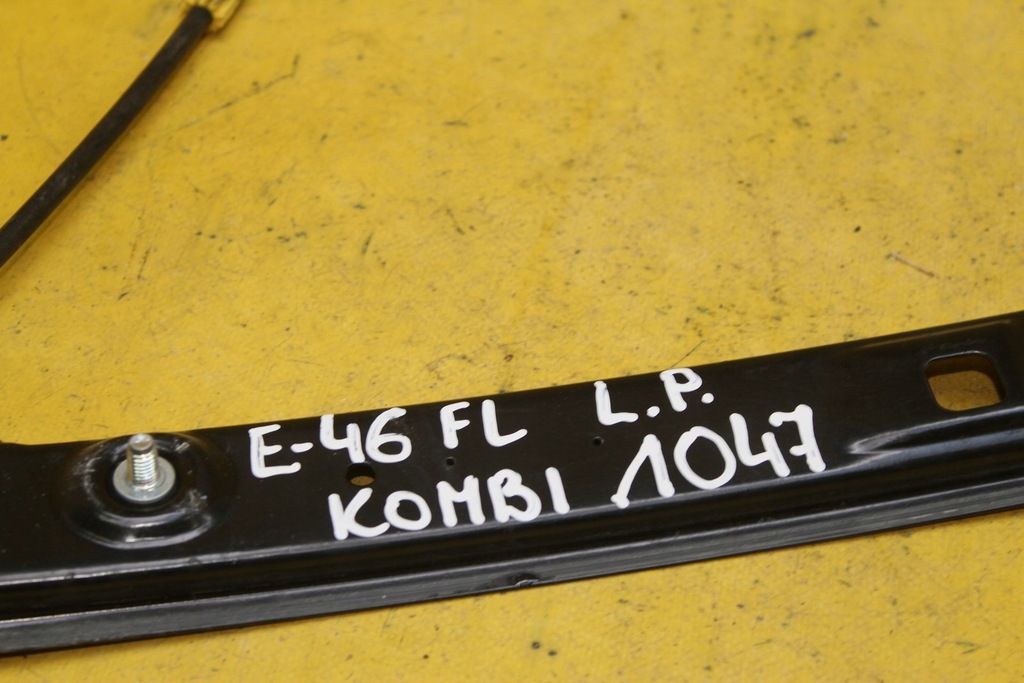 E-46 FL L.P.
KOMBI 1047